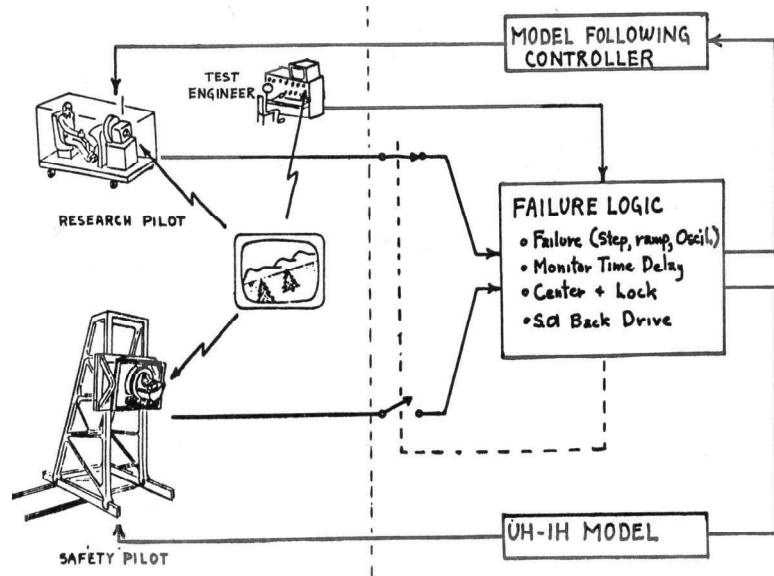 MODEL FOLLOWING
CONTROLLER
TEST
ENGINEER
RESEARCH PILOT
FAILURE LOGIC
• Failure (Step, ramp, Oscil.)
• Monitor Time Delay
• Center + Lock
• Back Drive
UH-1H MODEL
SAFETY PILOT